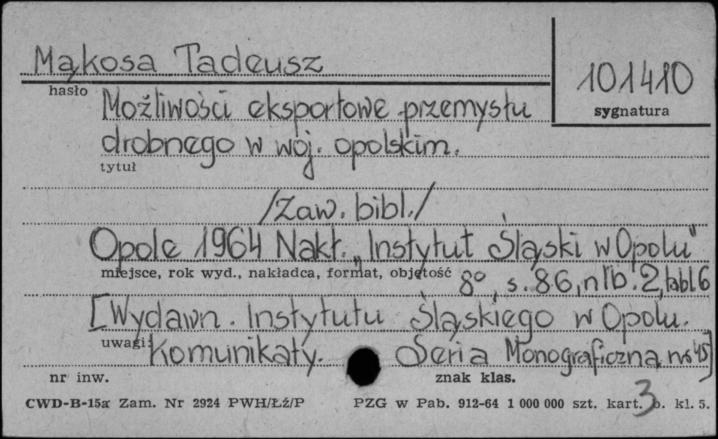 Mąkosa Tadeusz
hasło
101410
sygnatura
Możliwości eksportowe przemysłu
drobnego w woj. opolskim.
tytuł
/Zaw. bibl./
Opole 1964 Nakł. „Instytut Śląski w Opolu"
miejsce, rok wyd., nakładca, format, objętość
8°, s. 86, nlb. 2, tabl 6
[Wydawn. Instytutu Śląskiego w Opolu.
uwagi:
Komunikaty. Seria Monograficzna, nr 45]
nr inw.
znak klas.
CWD-B-15a Zam. Nr 2924 PWH/Łź/P PZG w Pab. 912-64 1 000 000 szt. kart. b. kl. 5.
3